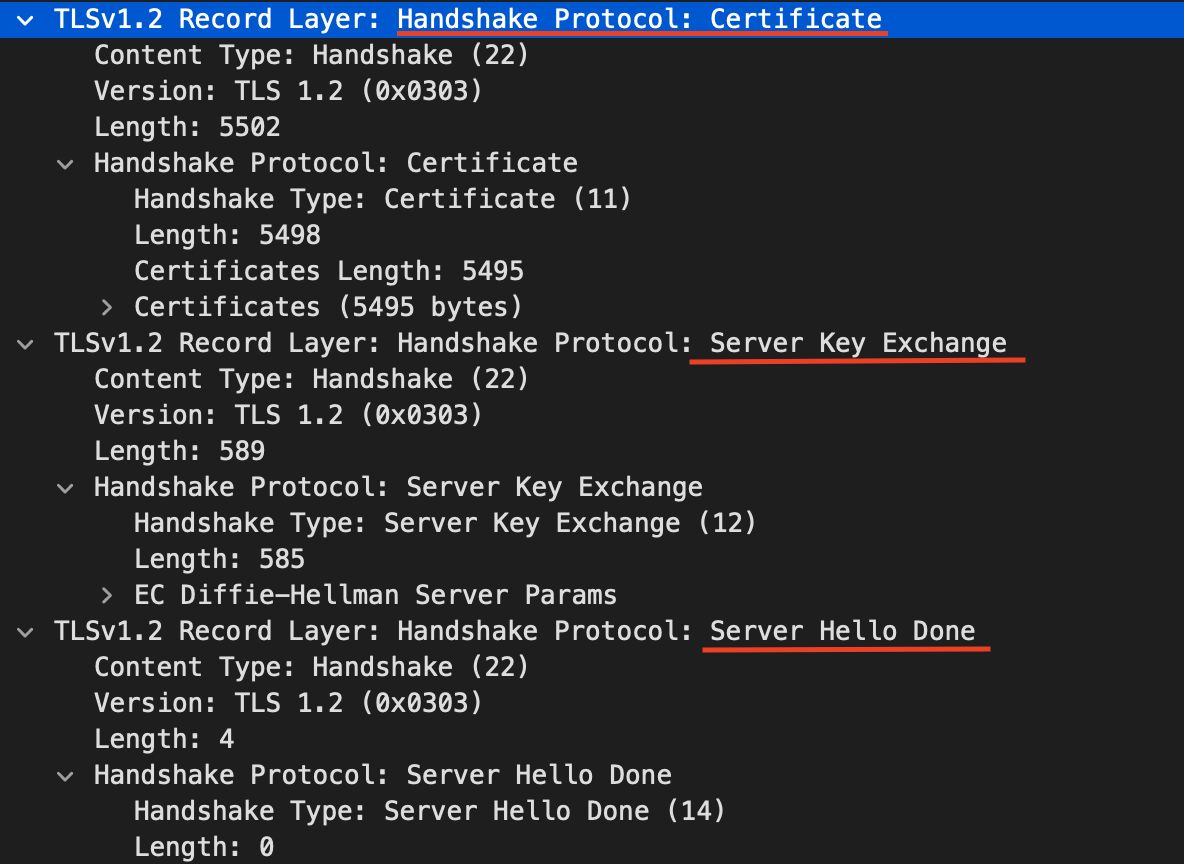 TLSv1.2 Record Layer: Handshake Protocol: Certificate
Content Type: Handshake (22)
Version: TLS 1.2 (0x0303)
Length: 5502
Handshake Protocol: Certificate
Handshake Type: Certificate (11)
Length: 5498
Certificates Length: 5495
Certificates (5495 bytes)
TLSv1.2 Record Layer: Handshake Protocol: Server Key Exchange
Content Type: Handshake (22)
Version: TLS 1.2 (0x0303)
Length: 589
Handshake Protocol: Server Key Exchange
Handshake Type: Server Key Exchange (12)
Length: 585
EC Diffie-Hellman Server Params
TLSv1.2 Record Layer: Handshake Protocol: Server Hello Done
Content Type: Handshake (22)
Version: TLS 1.2 (0x0303)
Length: 4
Handshake Protocol: Server Hello Done
Handshake Type: Server Hello Done (14)
Length: 0